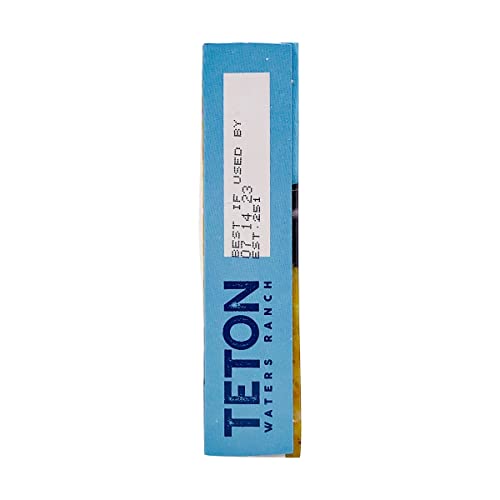 TETON
WATERS RANCH
BEST IF USED BY
07 14 23
EST.251